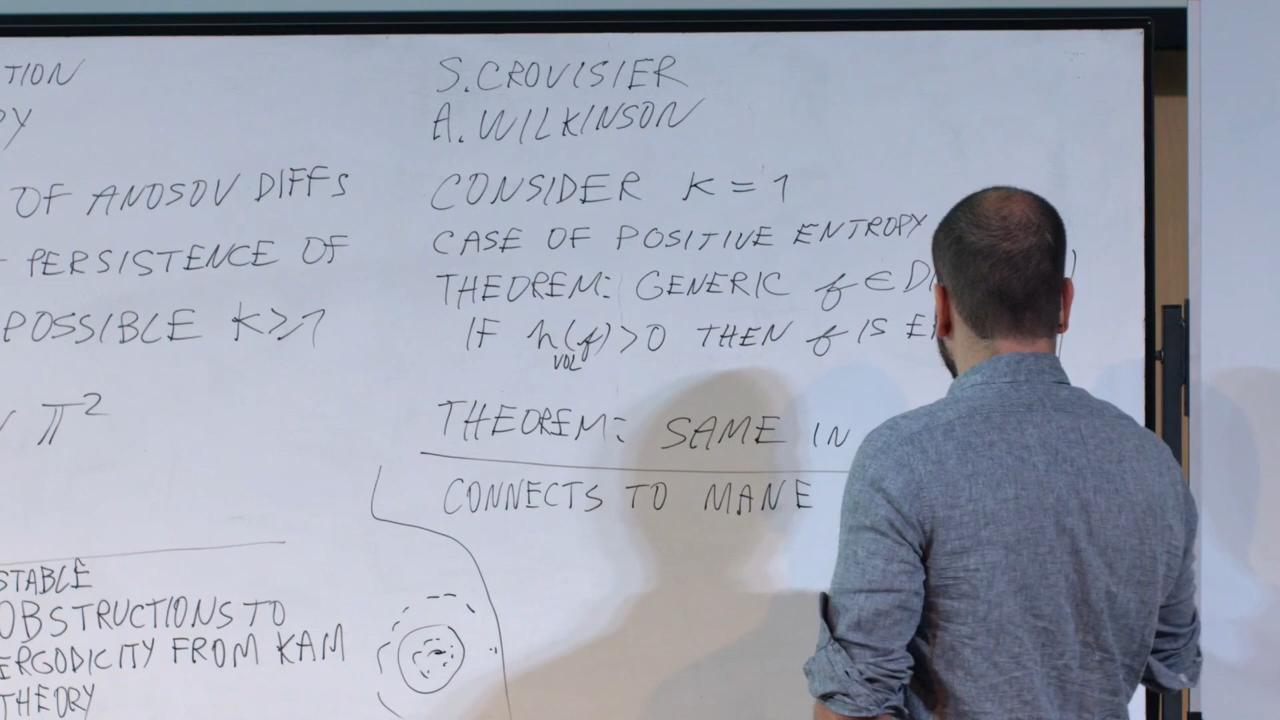 TION
PY
OF ANOSOV DIFFS
PERSISTENCE OF
POSSIBLE K≥1
π²
STABLE
OBSTRUCTIONS TO
ERGODICITY FROM KAM
THEORY
S. CROVISIER
A. WILKINSON
CONSIDER K = 1
CASE OF POSITIVE ENTROPY
THEOREM: GENERIC f ∈ D
IF h(f) > 0 THEN f IS E
VOL
THEOREM: SAME IN
CONNECTS TO MANE